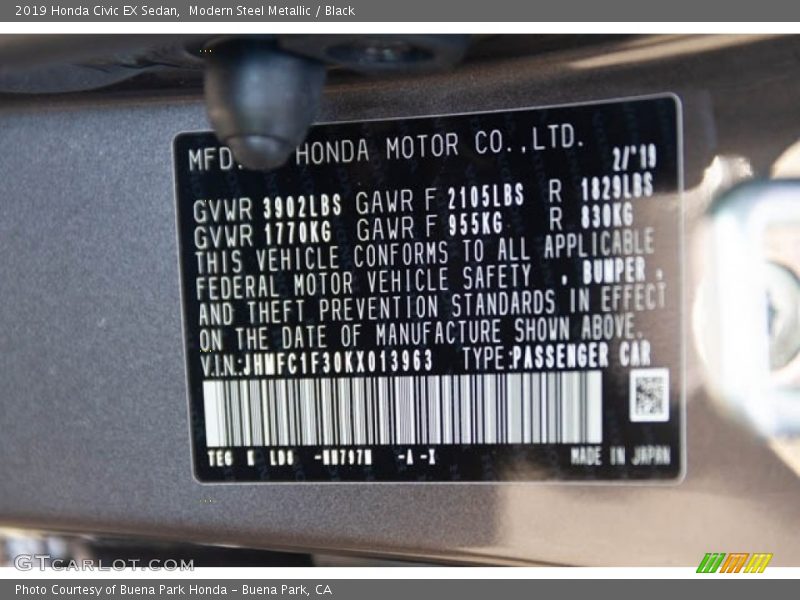 2019 Honda Civic EX Sedan, Modern Steel Metallic / Black
MFD. HONDA MOTOR CO.,LTD.
2/'19
GVWR 3902LBS GAWR F 2105LBS R 1829LBS
GVWR 1770KG GAWR F 955KG R 830KG
THIS VEHICLE CONFORMS TO ALL APPLICABLE
FEDERAL MOTOR VEHICLE SAFETY , BUMPER ,
AND THEFT PREVENTION STANDARDS IN EFFECT
ON THE DATE OF MANUFACTURE SHOWN ABOVE.
V.I.N:JHMFC1F30KX013963 TYPE:PASSENGER CAR
TEG K -NH797M -A -X MADE IN JAPAN
GTCARLOT.COM
Photo Courtesy of Buena Park Honda - Buena Park, CA